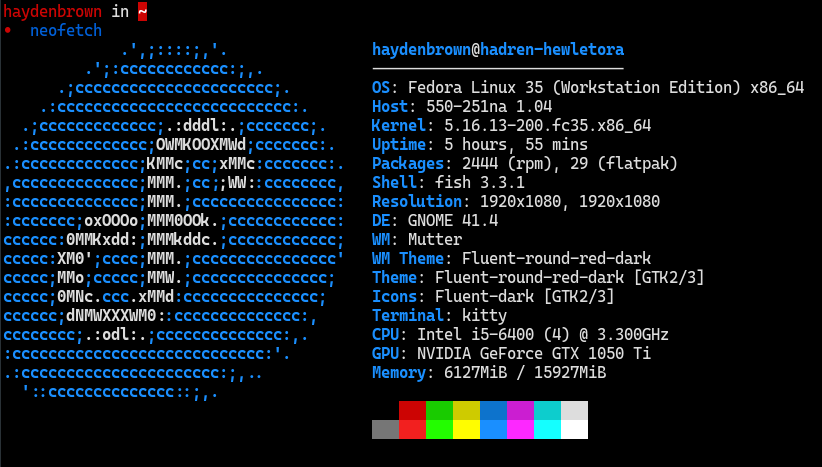 haydenbrown in ~
• neofetch
haydenbrown@hadren-hewletora
OS: Fedora Linux 35 (Workstation Edition) x86_64
Host: 550-251na 1.04
Kernel: 5.16.13-200.fc35.x86_64
Uptime: 5 hours, 55 mins
Packages: 2444 (rpm), 29 (flatpak)
Shell: fish 3.3.1
Resolution: 1920x1080, 1920x1080
DE: GNOME 41.4
WM: Mutter
WM Theme: Fluent-round-red-dark
Theme: Fluent-round-red-dark [GTK2/3]
Icons: Fluent-dark [GTK2/3]
Terminal: kitty
CPU: Intel i5-6400 (4) @ 3.300GHz
GPU: NVIDIA GeForce GTX 1050 Ti
Memory: 6127MiB / 15927MiB